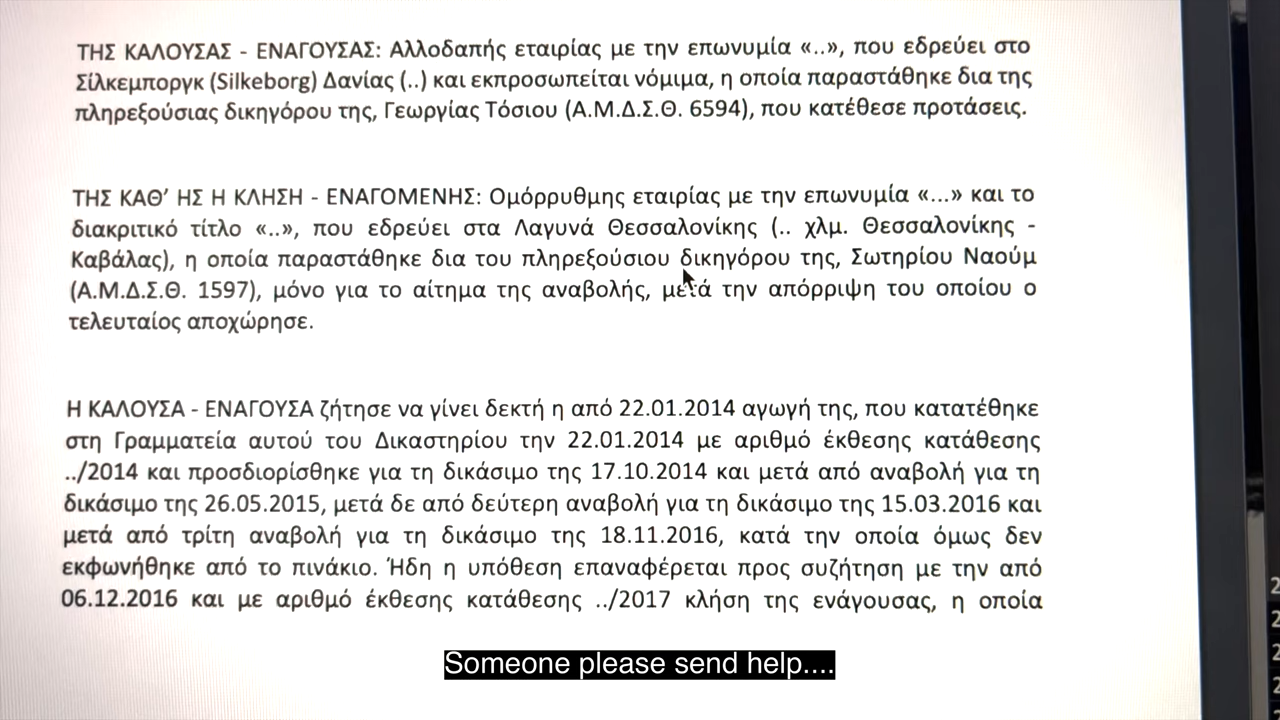 ΤΗΣ ΚΑΛΟΥΣΑΣ - ΕΝΑΓΟΥΣΑΣ: Αλλοδαπής εταιρίας με την επωνυμία «..», που εδρεύει στο
Σίλκεμποργκ (Silkeborg) Δανίας (..) και εκπροσωπείται νόμιμα, η οποία παραστάθηκε δια της
πληρεξούσιας δικηγόρου της, Γεωργίας Τόσιου (Α.Μ.Δ.Σ.Θ. 6594), που κατέθεσε προτάσεις.
ΤΗΣ ΚΑΘ’ ΗΣ Η ΚΛΗΣΗ - ΕΝΑΓΟΜΕΝΗΣ: Ομόρρυθμης εταιρίας με την επωνυμία «...» και το
διακριτικό τίτλο «..», που εδρεύει στα Λαγυνά Θεσσαλονίκης (.. χλμ. Θεσσαλονίκης -
Καβάλας), η οποία παραστάθηκε δια του πληρεξούσιου δικηγόρου της, Σωτηρίου Ναούμ
(Α.Μ.Δ.Σ.Θ. 1597), μόνο για το αίτημα της αναβολής, μετά την απόρριψη του οποίου ο
τελευταίος αποχώρησε.
Η ΚΑΛΟΥΣΑ - ΕΝΑΓΟΥΣΑ ζήτησε να γίνει δεκτή η από 22.01.2014 αγωγή της, που κατατέθηκε
στη Γραμματεία αυτού του Δικαστηρίου την 22.01.2014 με αριθμό έκθεσης κατάθεσης
../2014 και προσδιορίσθηκε για τη δικάσιμο της 17.10.2014 και μετά από αναβολή για τη
δικάσιμο της 26.05.2015, μετά δε από δεύτερη αναβολή για τη δικάσιμο της 15.03.2016 και
μετά από τρίτη αναβολή για τη δικάσιμο της 18.11.2016, κατά την οποία όμως δεν
εκφωνήθηκε από το πινάκιο. Ήδη η υπόθεση επαναφέρεται προς συζήτηση με την από
06.12.2016 και με αριθμό έκθεσης κατάθεσης ../2017 κλήση της ενάγουσας, η οποία
Someone please send help....